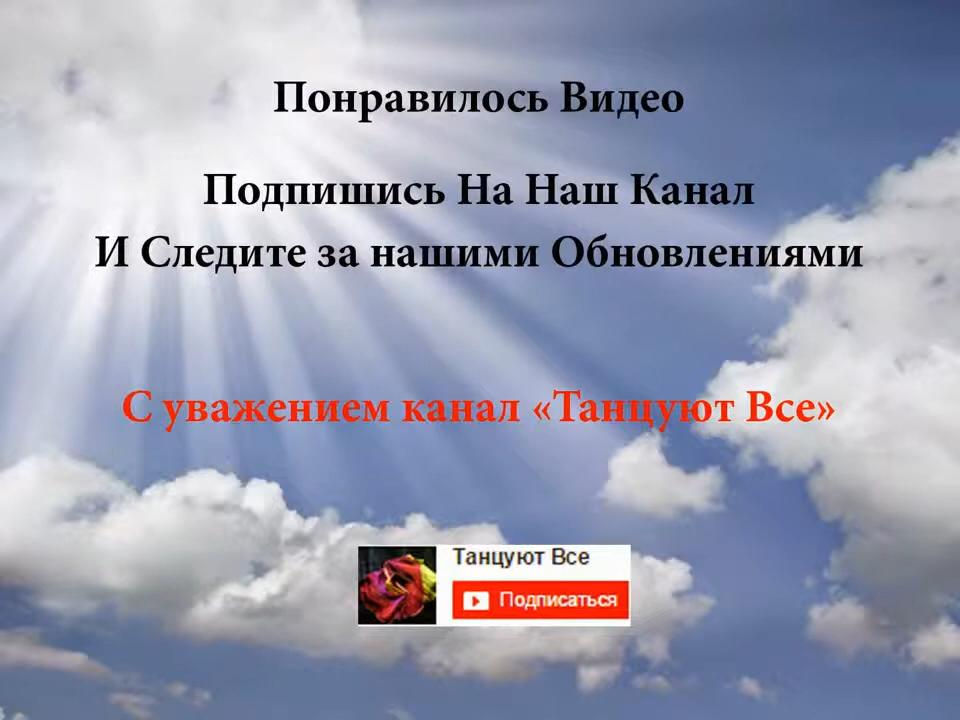 Понравилось Видео
Подпишись На Наш Канал
И Следите за нашими Обновлениями
С уважением канал «Танцуют Все»
Танцуют Все
Подписаться